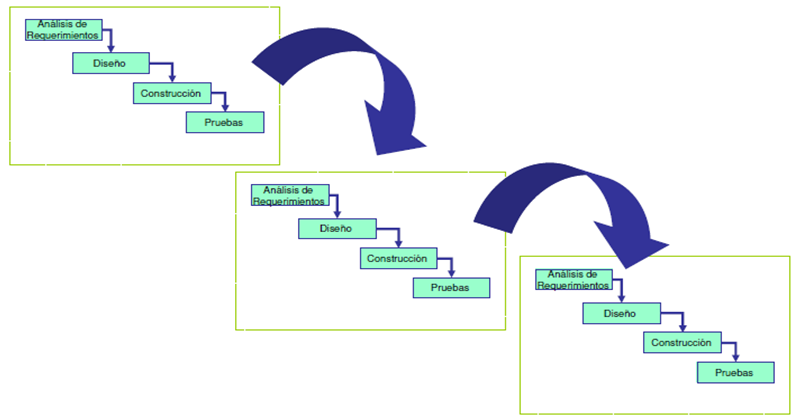 Análisis de
Requerimientos
Diseño
Construcción
Pruebas
Análisis de
Requerimientos
Diseño
Construcción
Pruebas
Análisis de
Requerimientos
Diseño
Construcción
Pruebas